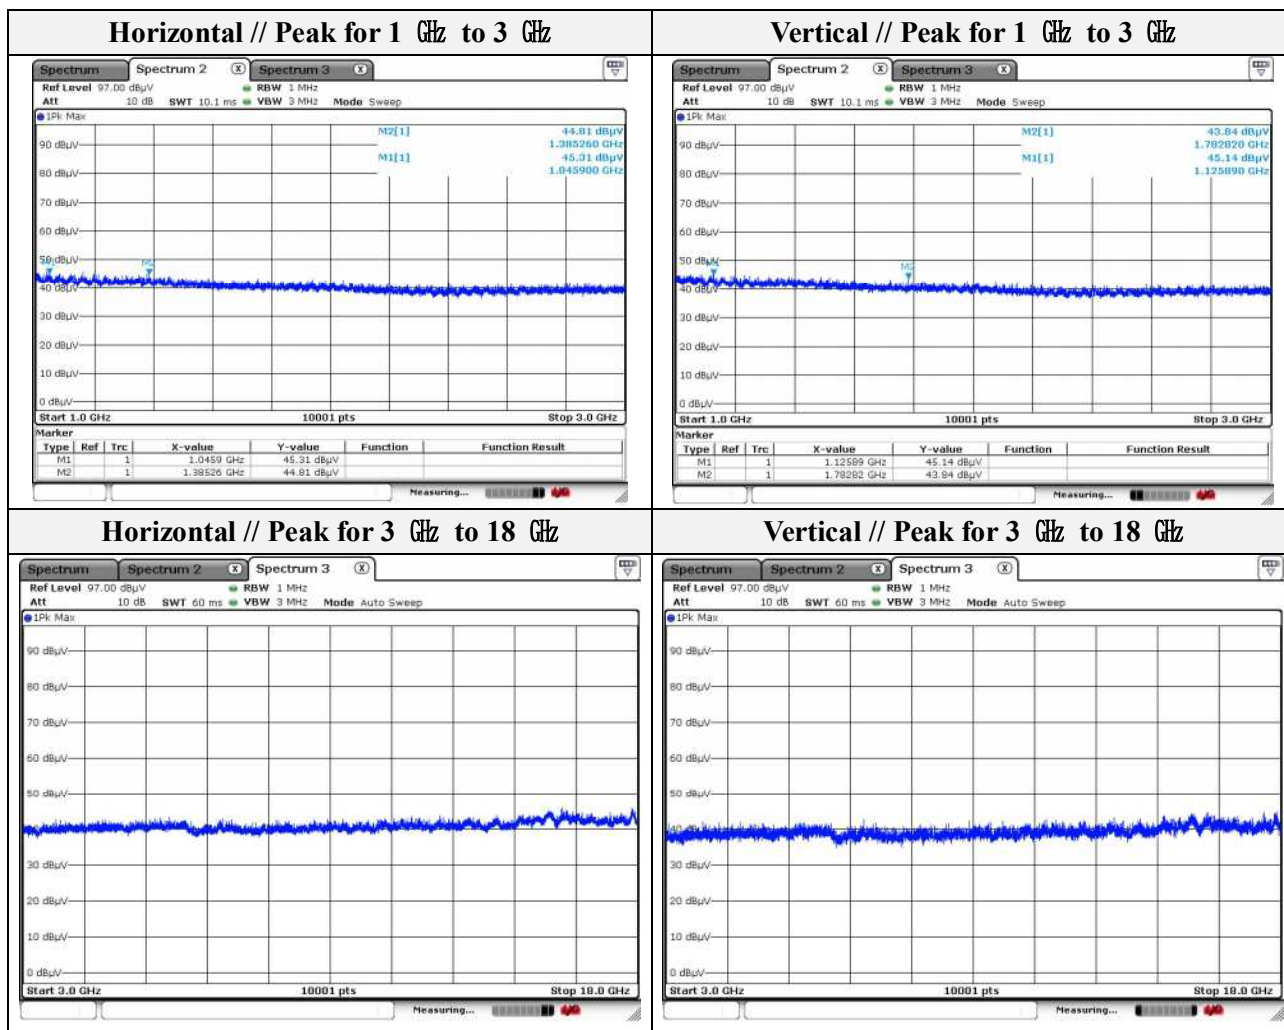 Horizontal // Peak for 1 ㎓ to 3 ㎓
Spectrum Spectrum 2 X Spectrum 3 X
Ref Level 97.00 dBµV RBW 1 MHz
Att 10 dB SWT 10.1 ms VBW 3 MHz Mode Sweep
1Pk Max
M2[1] 44.81 dBµV
1.385260 GHz
M1[1] 45.31 dBµV
1.045900 GHz
90 dBµV
80 dBµV
70 dBµV
60 dBµV
50 dBµV
40 dBµV
30 dBµV
20 dBµV
10 dBµV
0 dBµV
Start 1.0 GHz 10001 pts Stop 3.0 GHz
Marker
Type Ref Trc X-value Y-value Function Function Result
M1 1 1.0459 GHz 45.31 dBµV
M2 1 1.38526 GHz 44.81 dBµV
Measuring...
Vertical // Peak for 1 ㎓ to 3 ㎓
Spectrum Spectrum 2 X Spectrum 3 X
Ref Level 97.00 dBµV RBW 1 MHz
Att 10 dB SWT 10.1 ms VBW 3 MHz Mode Sweep
1Pk Max
M2[1] 43.84 dBµV
1.782820 GHz
M1[1] 45.14 dBµV
1.125890 GHz
90 dBµV
80 dBµV
70 dBµV
60 dBµV
50 dBµV
M2
40 dBµV
30 dBµV
20 dBµV
10 dBµV
0 dBµV
Start 1.0 GHz 10001 pts Stop 3.0 GHz
Marker
Type Ref Trc X-value Y-value Function Function Result
M1 1 1.12589 GHz 45.14 dBµV
M2 1 1.78282 GHz 43.84 dBµV
Measuring...
Horizontal // Peak for 3 ㎓ to 18 ㎓
Spectrum Spectrum 2 X Spectrum 3 X
Ref Level 97.00 dBµV RBW 1 MHz
Att 10 dB SWT 60 ms VBW 3 MHz Mode Auto Sweep
1Pk Max
90 dBµV
80 dBµV
70 dBµV
60 dBµV
50 dBµV
30 dBµV
20 dBµV
10 dBµV
0 dBµV
Start 3.0 GHz 10001 pts Stop 18.0 GHz
Measuring...
Vertical // Peak for 3 ㎓ to 18 ㎓
Spectrum Spectrum 2 X Spectrum 3 X
Ref Level 97.00 dBµV RBW 1 MHz
Att 10 dB SWT 60 ms VBW 3 MHz Mode Auto Sweep
1Pk Max
90 dBµV
80 dBµV
70 dBµV
60 dBµV
50 dBµV
30 dBµV
20 dBµV
10 dBµV
0 dBµV
Start 3.0 GHz 10001 pts Stop 18.0 GHz
Measuring...